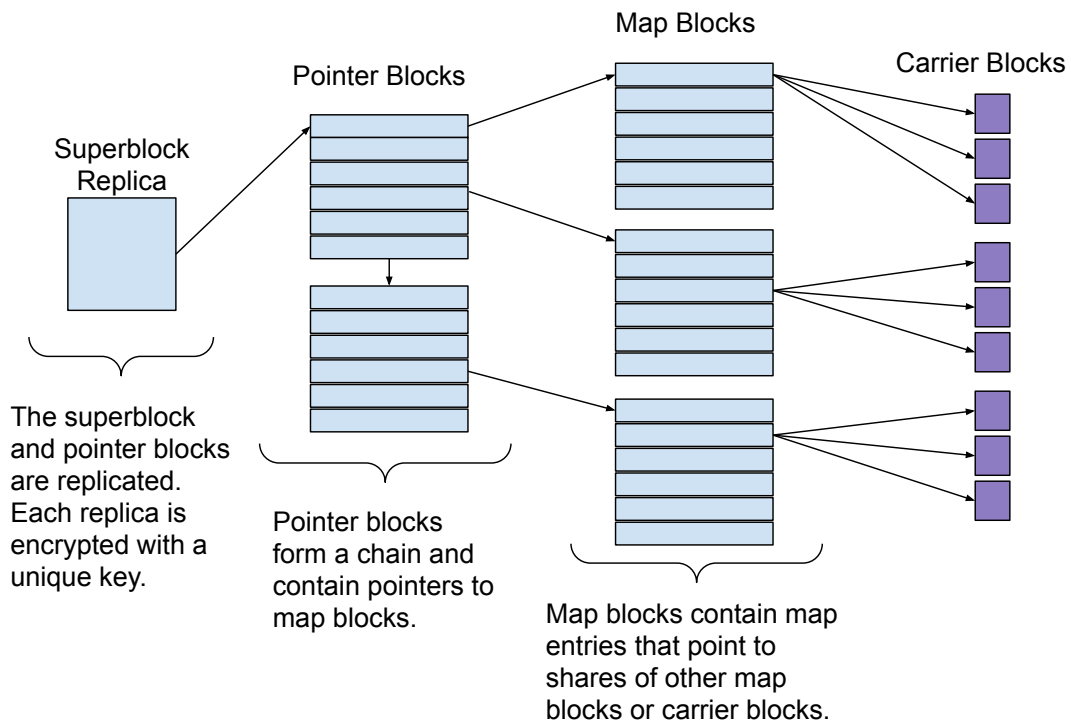 Map Blocks
Pointer Blocks
Carrier Blocks
Superblock
Replica
The superblock
and pointer blocks
are replicated.
Each replica is
encrypted with a
unique key.
Pointer blocks
form a chain and
contain pointers to
map blocks.
Map blocks contain map
entries that point to
shares of other map
blocks or carrier blocks.